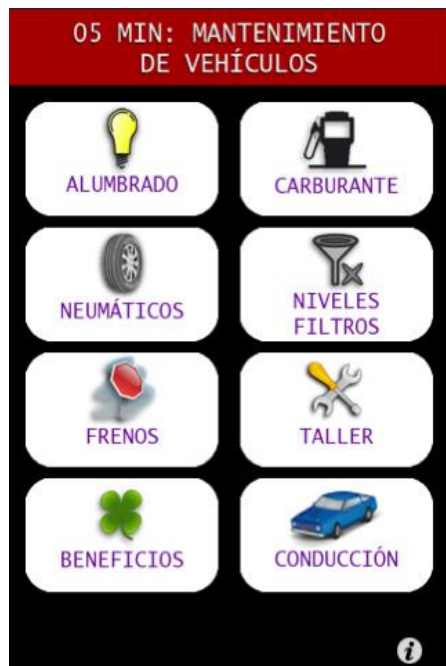 05 MIN: MANTENIMIENTO
DE VEHÍCULOS
ALUMBRADO
CARBURANTE
NEUMÁTICOS
NIVELES
FILTROS
FRENOS
TALLER
BENEFICIOS
CONDUCCIÓN
i